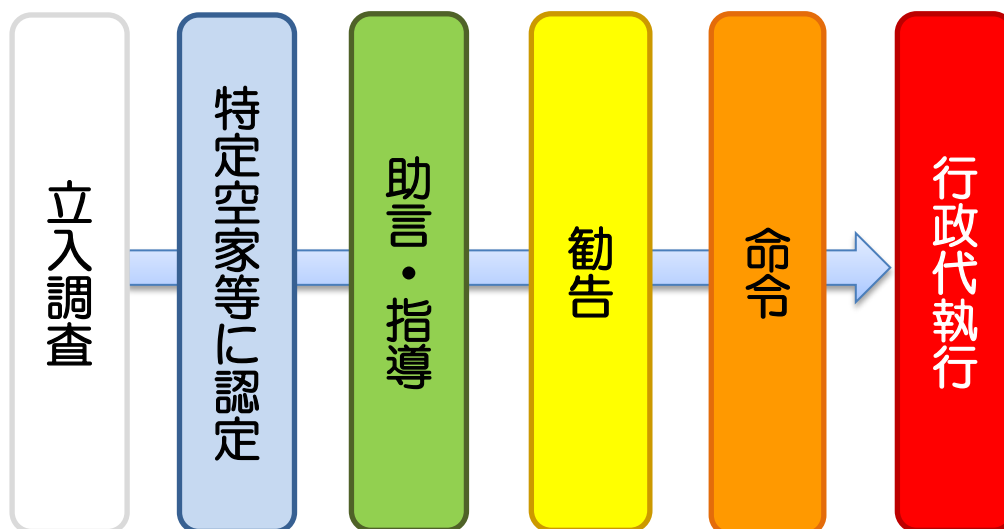 立入調査
特定空家等に認定
助言・指導
勧告
命令
行政代執行